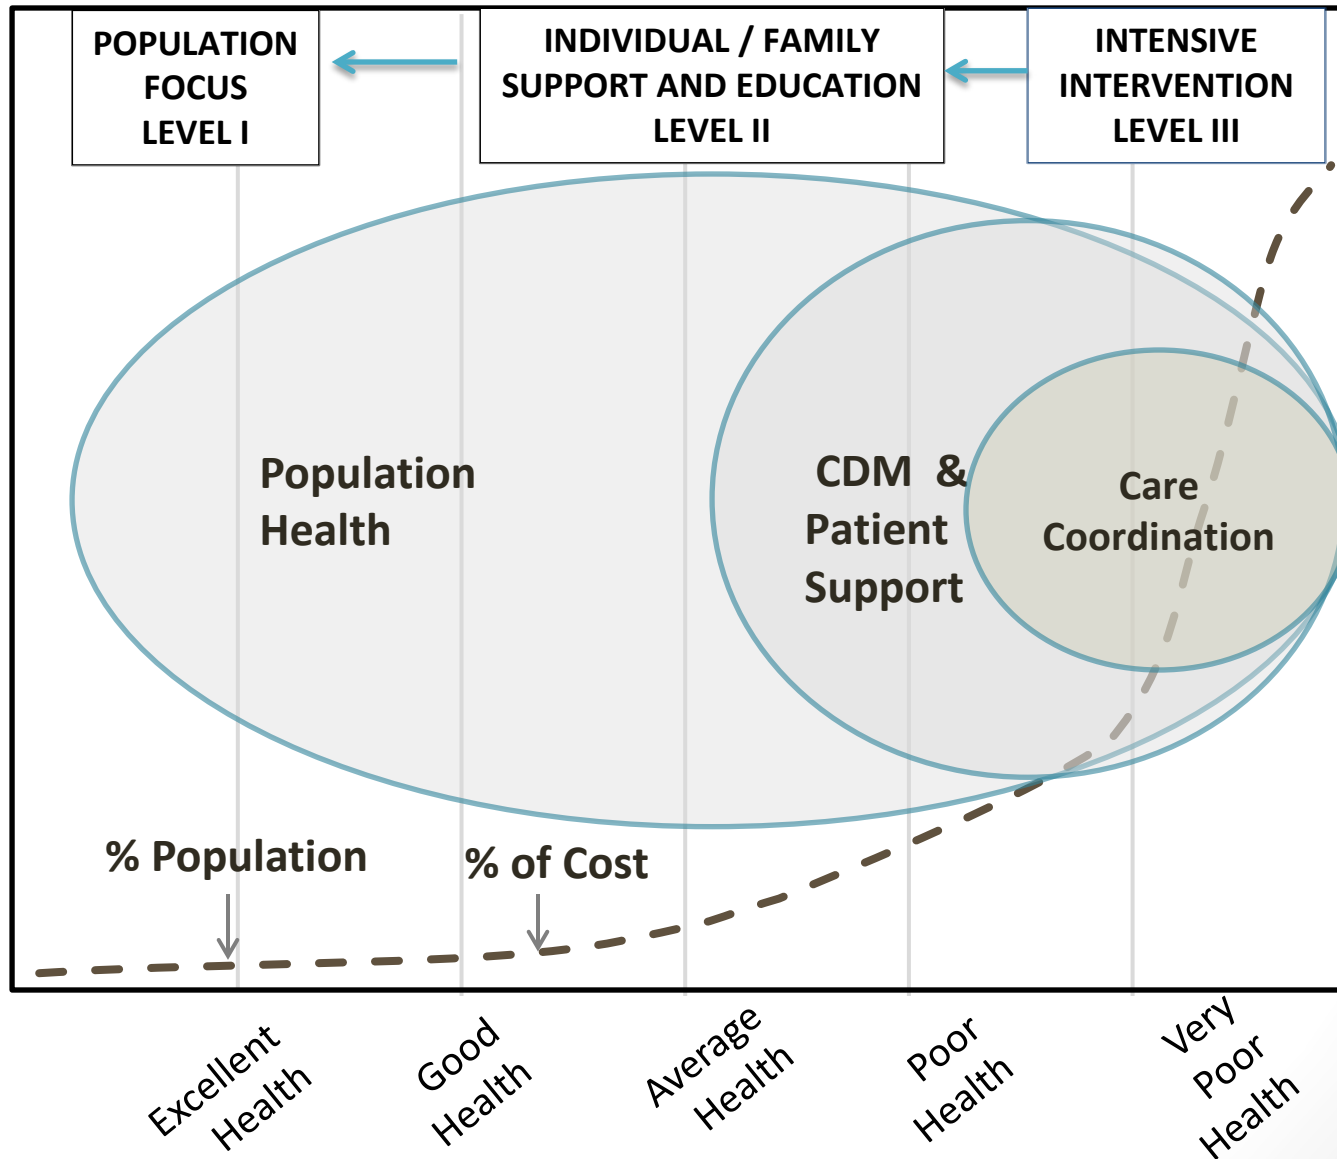 POPULATION
FOCUS
LEVEL I
INDIVIDUAL / FAMILY
SUPPORT AND EDUCATION
LEVEL II
INTENSIVE
INTERVENTION
LEVEL III
Population
Health
CDM &
Patient
Support
Care
Coordination
% Population
% of Cost
Excellent
Health
Good
Health
Average
Health
Poor
Health
Very
Poor
Health